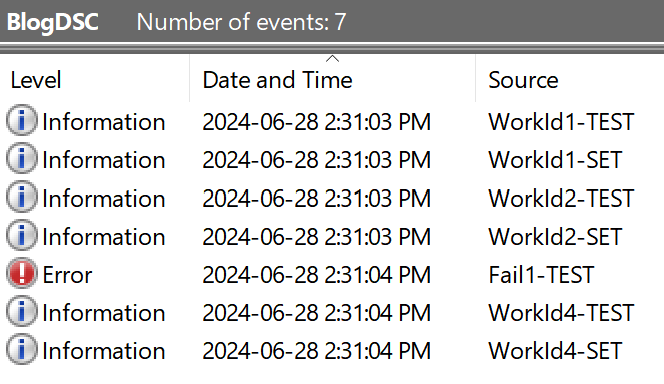 BlogDSC Number of events: 7
Level Date and Time Source
Information 2024-06-28 2:31:03 PM WorkId1-TEST
Information 2024-06-28 2:31:03 PM WorkId1-SET
Information 2024-06-28 2:31:03 PM WorkId2-TEST
Information 2024-06-28 2:31:03 PM WorkId2-SET
Error 2024-06-28 2:31:04 PM Fail1-TEST
Information 2024-06-28 2:31:04 PM WorkId4-TEST
Information 2024-06-28 2:31:04 PM WorkId4-SET